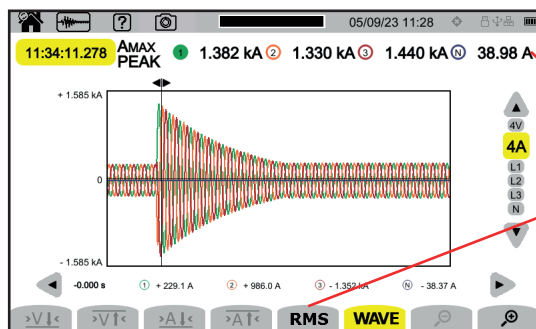 ? 05/09/23 11:28
11:34:11.278 AMAX PEAK 1 1.382 kA 2 1.330 kA 3 1.440 kA N 38.98 A
+ 1.585 kA
0
- 1.585 kA
4V
4A
L1
L2
L3
N
-0.000 s 1 + 229.1 A 2 + 986.0 A 3 - 1.352 kA N - 38.37 A
>V↓< >V↑< >A↓< >A↑< RMS WAVE